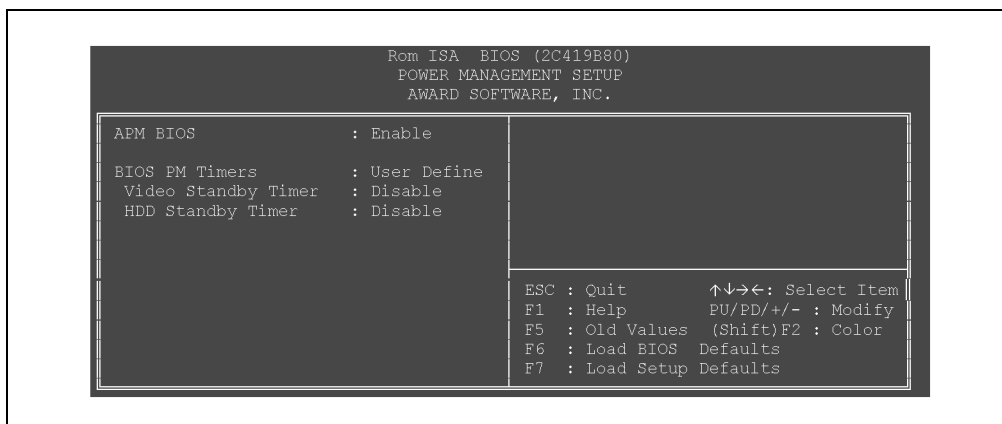 Rom ISA BIOS (2C419B80)
POWER MANAGEMENT SETUP
AWARD SOFTWARE, INC.
APM BIOS : Enable
BIOS PM Timers : User Define
Video Standby Timer : Disable
HDD Standby Timer : Disable
ESC : Quit ↑↓→←: Select Item
F1 : Help PU/PD/+/- : Modify
F5 : Old Values (Shift)F2 : Color
F6 : Load BIOS Defaults
F7 : Load Setup Defaults